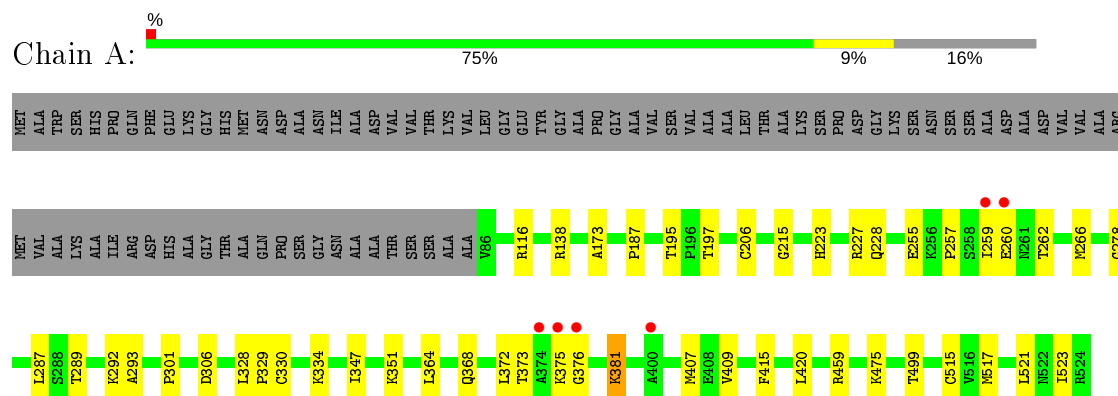 %
Chain A:
75% 9% 16%
MET ALA TRP SER HIS PRO GLN PHE GLU LYS GLY HIS MET ASN ASP ALA ASN ILE ALA ASP VAL VAL THR LYS VAL LEU GLY GLU TYR GLY ALA PRO GLY ALA VAL SER VAL ALA ALA LEU THR ALA LYS SER PRO ASP GLY LYS SER ASN SER SER ALA ASP ALA ASP VAL VAL ALA ARG
MET VAL ALA LYS ALA ILE ARG ASP HIS ALA GLY THR ALA GLN PRO SER GLY ASN ALA ALA THR SER SER ALA ALA V86 R116 R138 A173 P187 T195 P196 T197 C206 G215 H223 R227 Q228 E255 K256 P257 S258 I259 E260 N261 T262 M266
L287 S288 T289 K292 A293 P301 D306 L328 P329 C330 K334 I347 K351 L364 Q368 L372 T373 A374 K375 G376 K381 A400 M407 E408 V409 F415 L420 R459 K475 T499 C515 V516 M517 L521 N522 I523 R524